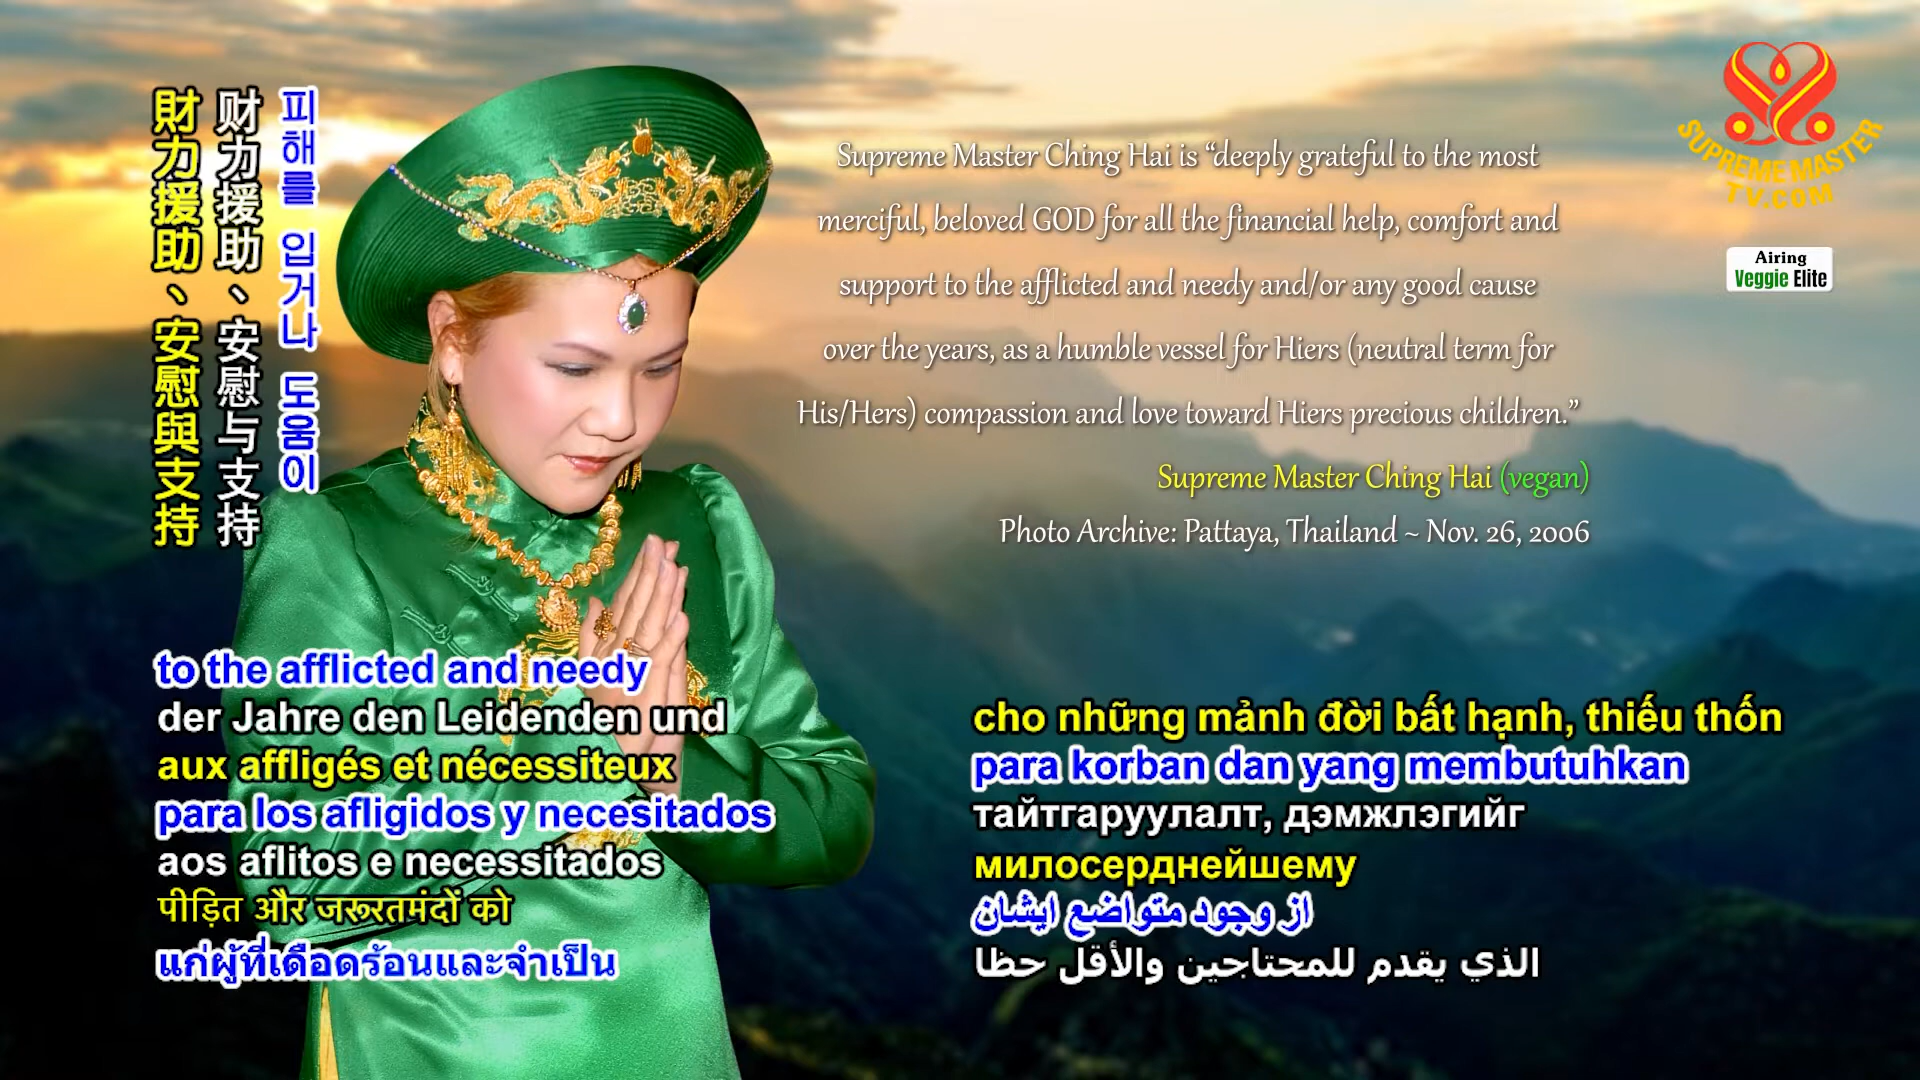 財力援助、安慰與支持
财力援助、安慰与支持
피해를 입거나 도움이
Supreme Master Ching Hai is “deeply grateful to the most
merciful, beloved GOD for all the financial help, comfort and
support to the afflicted and needy and/or any good cause
over the years, as a humble vessel for Hiers (neutral term for
His/Hers) compassion and love toward Hiers precious children.”
Supreme Master Ching Hai (vegan)
Photo Archive: Pattaya, Thailand ~ Nov. 26, 2006
SUPREME MASTER
TV.COM
Airing
Veggie Elite
to the afflicted and needy
der Jahre den Leidenden und
aux affligés et nécessiteux
para los afligidos y necesitados
aos aflitos e necessitados
पीड़ित और जरूरतमंदों को
แก่ผู้ที่เดือดร้อนและจำเป็น
cho những mảnh đời bất hạnh, thiếu thốn
para korban dan yang membutuhkan
тайтгаруулалт, дэмжлэгийг
милосерднейшему
از وجود متواضع ایشان
الذي يقدم للمحتاجين والأقل حظا